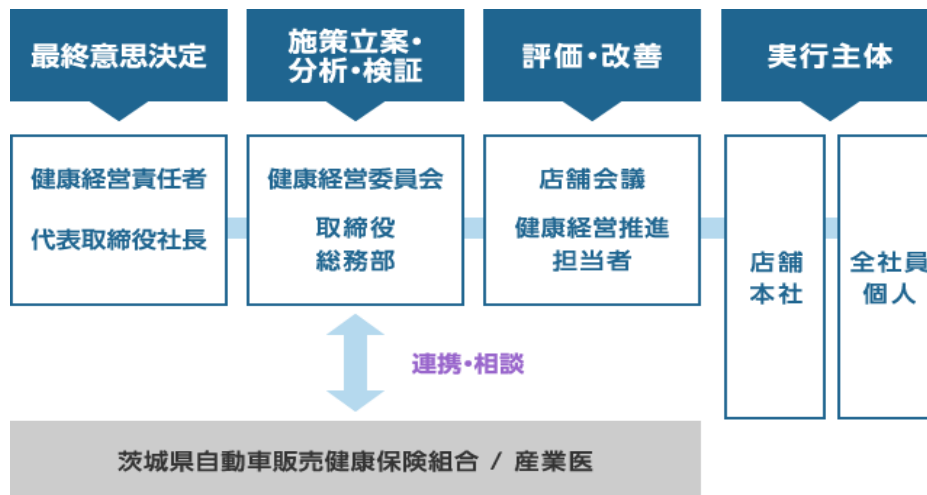 最終意思決定
施策立案・
分析・検証
評価・改善
実行主体
健康経営責任者
代表取締役社長
健康経営委員会
取締役
総務部
店舗会議
健康経営推進
担当者
店舗
本社
全社員
個人
連携・相談
茨城県自動車販売健康保険組合 / 産業医